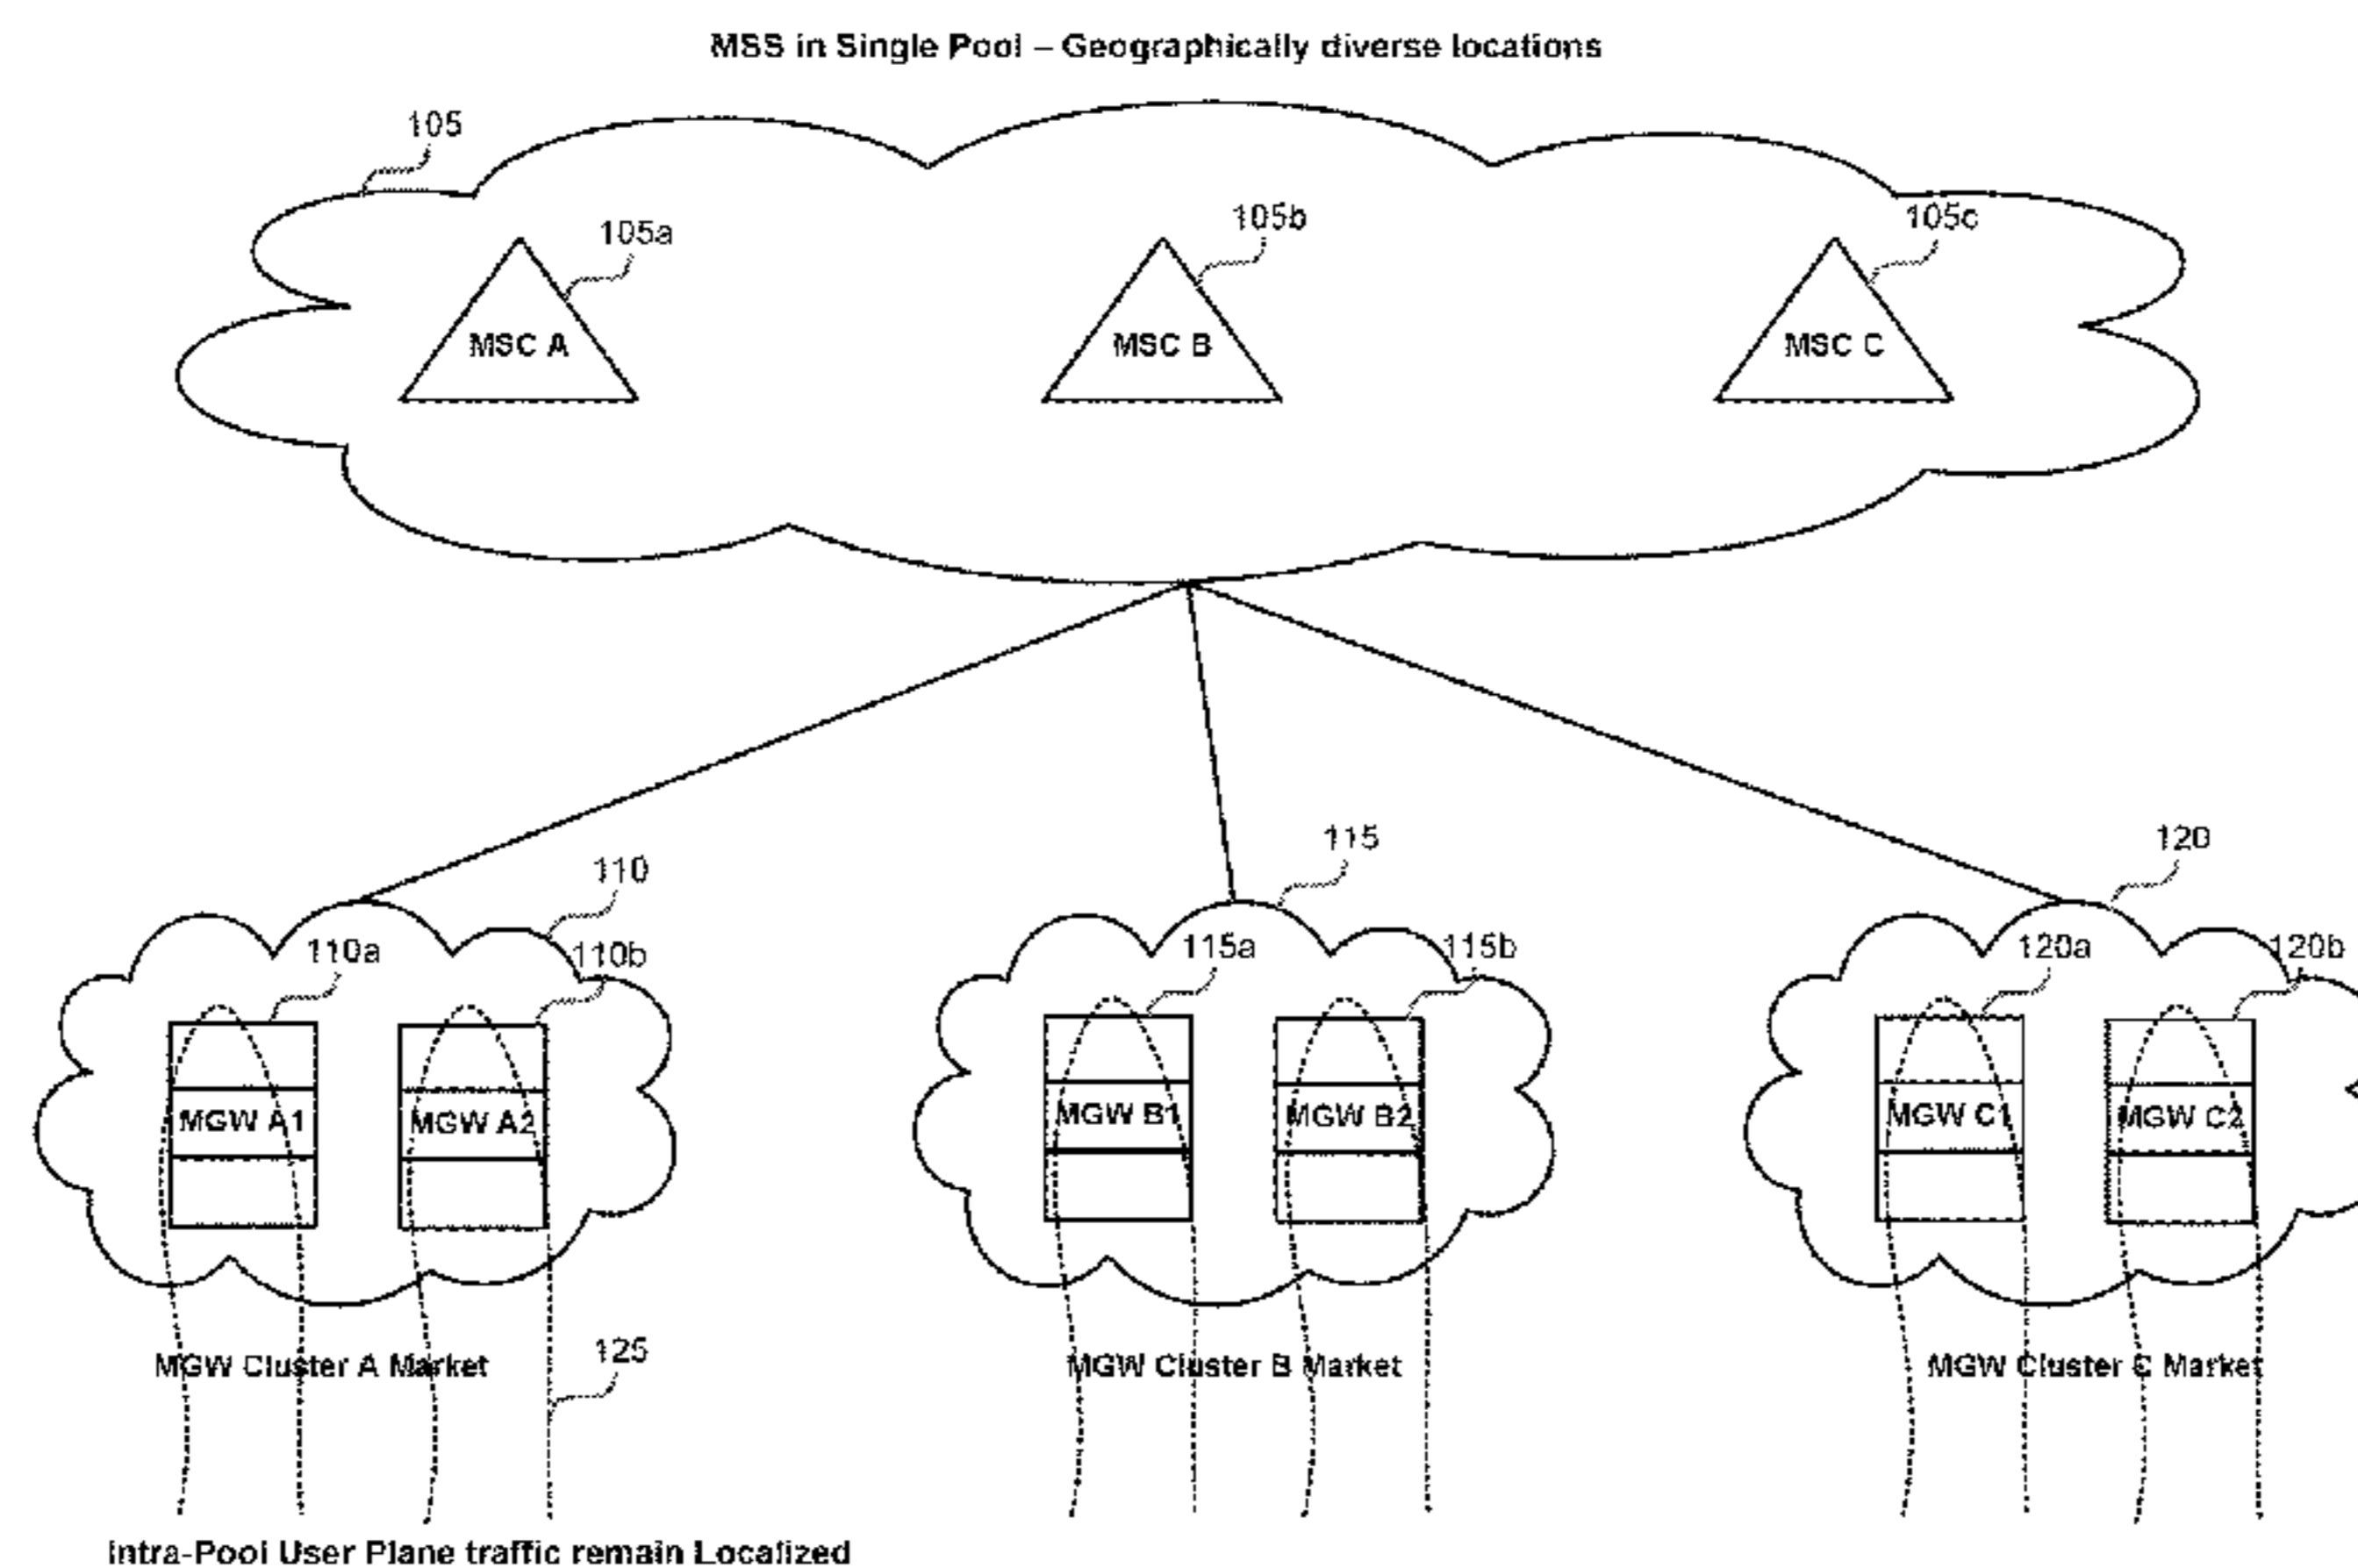 MSS in Single Pool – Geographically diverse locations
105
105a
105b
105c
MSC A
MSC B
MSC C
115
120
110
110a
110b
115a
115b
120a
120b
MGW A1
MGW A2
MGW B1
MGW B2
MGW C1
MGW C2
125
MGW Cluster A Market
MGW Cluster B Market
MGW Cluster C Market
Intra-Pool User Plane traffic remain Localized